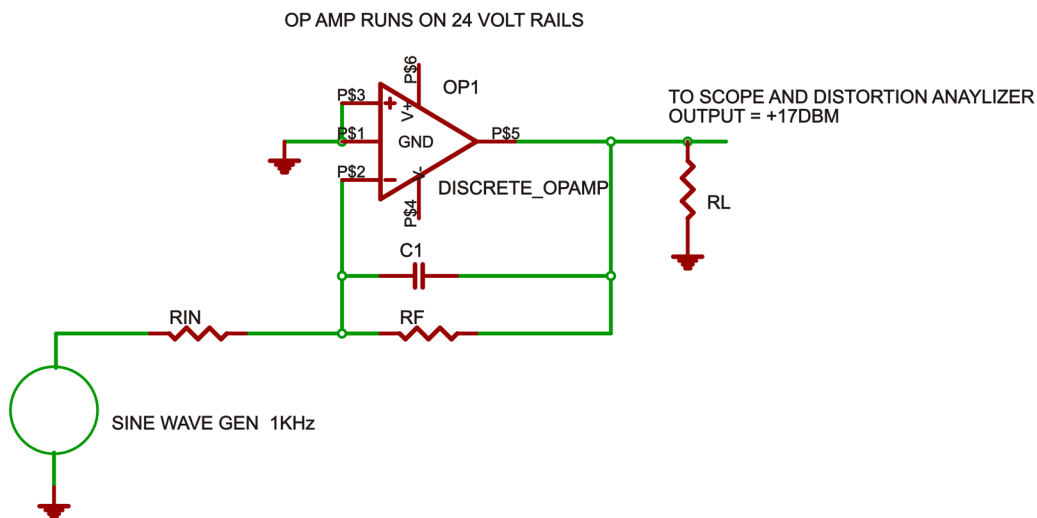 OP AMP RUNS ON 24 VOLT RAILS
P$6
OP1
P$3
+
V+
TO SCOPE AND DISTORTION ANAYLIZER
OUTPUT = +17DBM
P$1
GND
P$5
P$2
-
V-
DISCRETE_OPAMP
P$4
RL
C1
RIN
RF
SINE WAVE GEN 1KHz